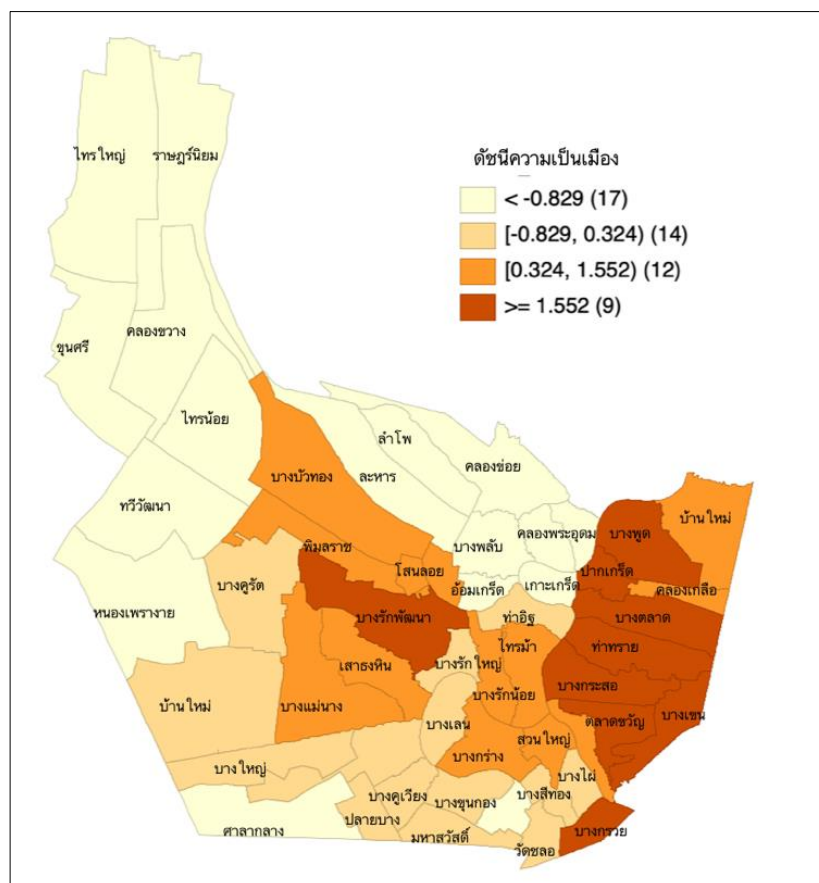 ดัชนีความเป็นเมือง
< -0.829 (17)
[-0.829, 0.324) (14)
[0.324, 1.552) (12)
>= 1.552 (9)
ไทรใหญ่
ราษฎร์นิยม
ขุนศรี
คลองขวาง
ไทรน้อย
ลำโพ
คลองข่อย
บางบัวทอง
ละหาร
ทวีวัฒนา
บางพลับ
คลองพระอุดม
บางพูด
บ้านใหม่
พิมลราช
โสนลอย
ปากเกร็ด
หนองเพรางาย
บางคูรัต
อ้อมเกร็ด
เกาะเกร็ด
คลองเกลือ
บางรักพัฒนา
ท่าอิฐ
บางตลาด
ไทรม้า
ท่าทราย
เสาธงหิน
บางรักใหญ่
บางรักน้อย
บางกระสอ
บ้านใหม่
บางแม่นาง
บางเลน
ตลาดขวัญ
บางเขน
บางกร่าง
สวนใหญ่
บางใหญ่
บางไผ่
บางคูเวียง
บางขุนกอง
บางสีทอง
ศาลากลาง
ปลายบาง
มหาสวัสดิ์
วัดชลอ
บางกรวย